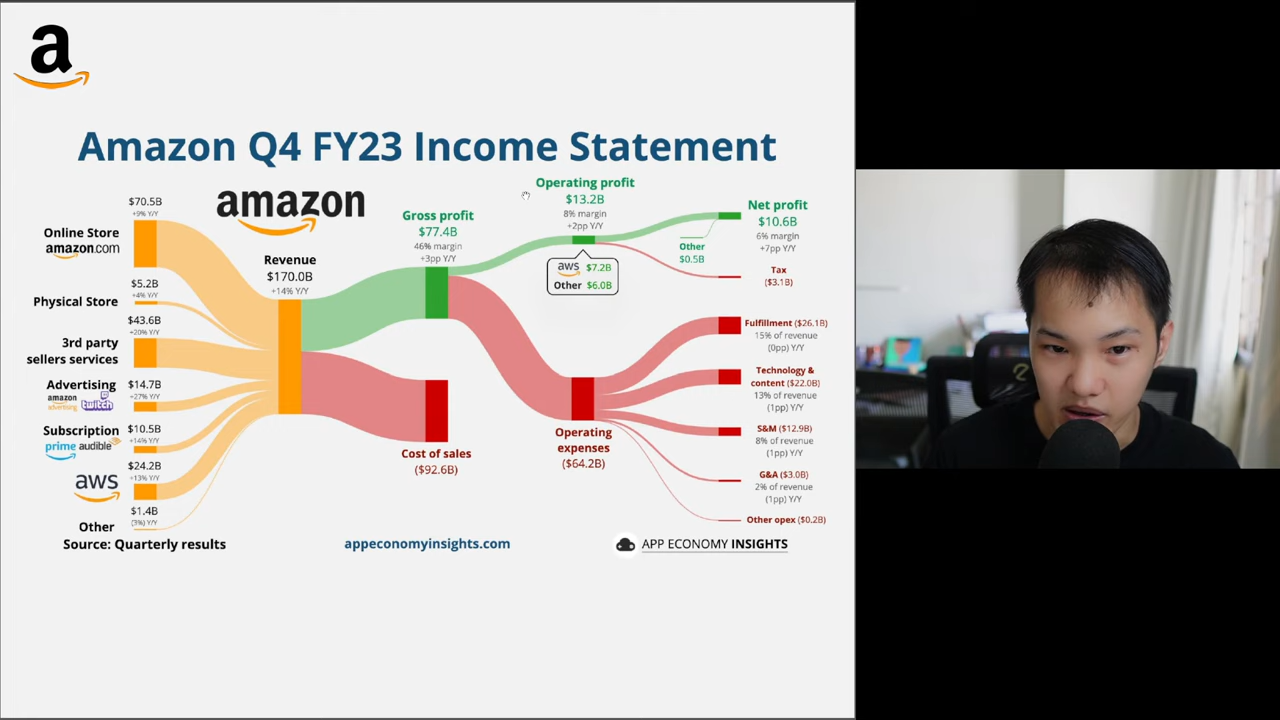 a
Amazon Q4 FY23 Income Statement
amazon
$70.5B
+9% Y/Y
Online Store
amazon.com
$5.2B
+4% Y/Y
Physical Store
$43.6B
+20% Y/Y
3rd party
sellers services
Advertising
amazon
advertising
twitch
$14.7B
+27% Y/Y
Subscription
prime audible
$10.5B
+14% Y/Y
aws
$24.2B
+13% Y/Y
$1.4B
(3%) Y/Y
Other
Revenue
$170.0B
+14% Y/Y
Gross profit
$77.4B
46% margin
+3pp Y/Y
Cost of sales
($92.6B)
Operating profit
$13.2B
8% margin
+2pp Y/Y
aws $7.2B
Other $6.0B
Operating
expenses
($64.2B)
Net profit
$10.6B
6% margin
+7pp Y/Y
Other
$0.5B
Tax
($3.1B)
Fulfillment ($26.1B)
15% of revenue
(0pp) Y/Y
Technology &
content ($22.0B)
13% of revenue
(1pp) Y/Y
S&M ($12.9B)
8% of revenue
(1pp) Y/Y
G&A ($3.0B)
2% of revenue
(1pp) Y/Y
Other opex ($0.2B)
Source: Quarterly results
appeconomyinsights.com
APP ECONOMY INSIGHTS